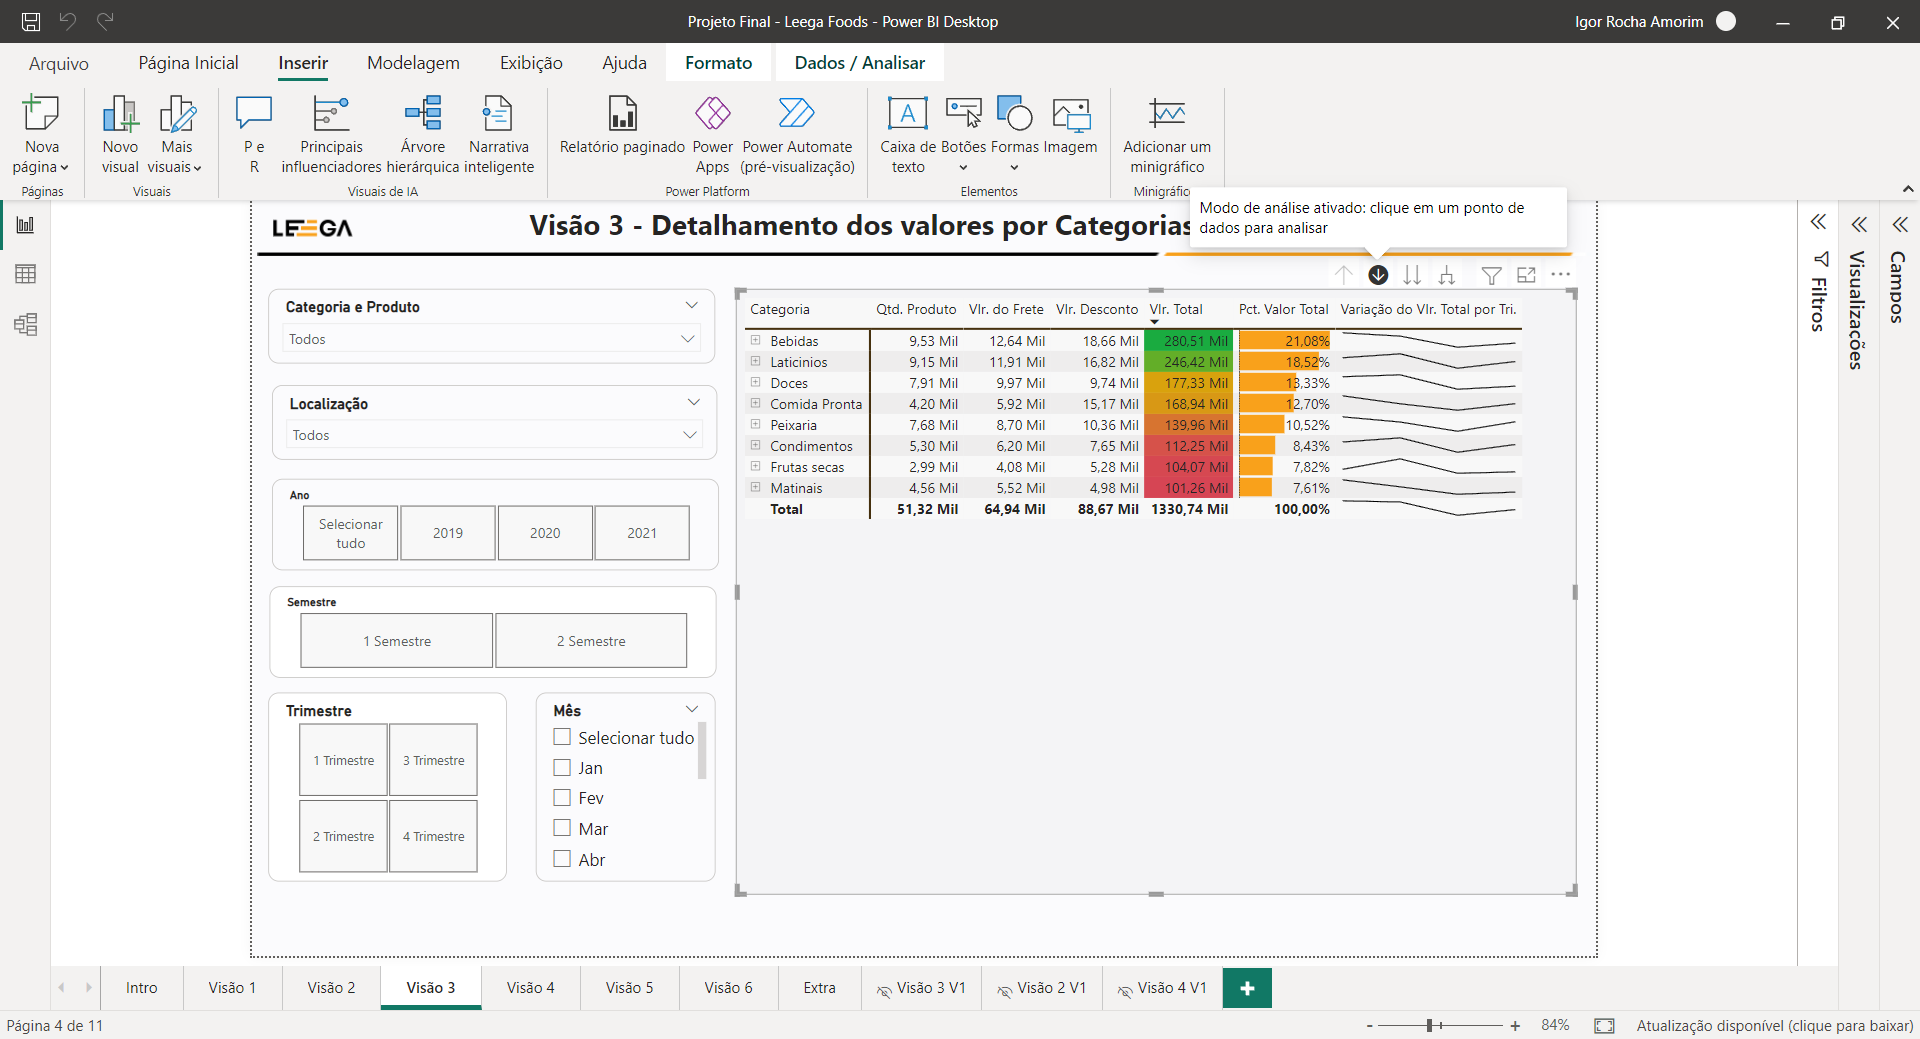 Projeto Final - Leega Foods - Power BI Desktop
Igor Rocha Amorim
Arquivo
Página Inicial
Inserir
Modelagem
Exibição
Ajuda
Formato
Dados / Analisar
Nova página
Novo visual
Mais visuais
P e R
Principais influenciadores
Árvore hierárquica
Narrativa inteligente
Relatório paginado
Power Apps
Power Automate (pré-visualização)
Caixa de texto
Botões
Formas
Imagem
Adicionar um minigráfico
Páginas
Visuais
Visuais de IA
Power Platform
Elementos
Minigráfic
Modo de análise ativado: clique em um ponto de
dados para analisar
LEEGA
Visão 3 - Detalhamento dos valores por Categorias
Categoria e Produto
Todos
Localização
Todos
Ano
Selecionar tudo
2019
2020
2021
Semestre
1 Semestre
2 Semestre
Trimestre
1 Trimestre
3 Trimestre
2 Trimestre
4 Trimestre
Mês
Selecionar tudo
Jan
Fev
Mar
Abr
Categoria Qtd. Produto Vlr. do Frete Vlr. Desconto Vlr. Total Pct. Valor Total Variação do Vlr. Total por Tri.
Bebidas 9,53 Mil 12,64 Mil 18,66 Mil 280,51 Mil 21,08%
Laticinios 9,15 Mil 11,91 Mil 16,82 Mil 246,42 Mil 18,52%
Doces 7,91 Mil 9,97 Mil 9,74 Mil 177,33 Mil 13,33%
Comida Pronta 4,20 Mil 5,92 Mil 15,17 Mil 168,94 Mil 12,70%
Peixaria 7,68 Mil 8,70 Mil 10,36 Mil 139,96 Mil 10,52%
Condimentos 5,30 Mil 6,20 Mil 7,65 Mil 112,25 Mil 8,43%
Frutas secas 2,99 Mil 4,08 Mil 5,28 Mil 104,07 Mil 7,82%
Matinais 4,56 Mil 5,52 Mil 4,98 Mil 101,26 Mil 7,61%
Total 51,32 Mil 64,94 Mil 88,67 Mil 1330,74 Mil 100,00%
Filtros
Visualizações
Campos
Intro
Visão 1
Visão 2
Visão 3
Visão 4
Visão 5
Visão 6
Extra
Visão 3 V1
Visão 2 V1
Visão 4 V1
Página 4 de 11
- + 84%
Atualização disponível (clique para baixar)